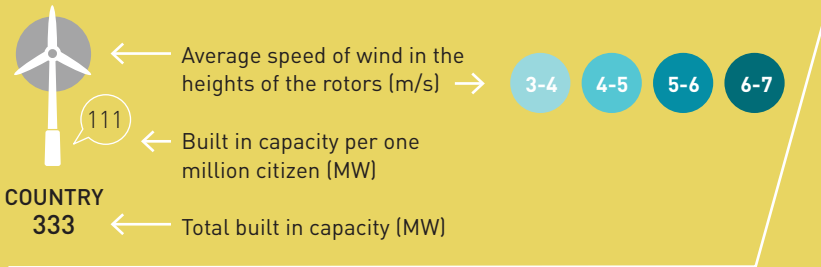 Average speed of wind in the
heights of the rotors (m/s)
3-4 4-5 5-6 6-7
111
Built in capacity per one
million citizen (MW)
COUNTRY
333
Total built in capacity (MW)